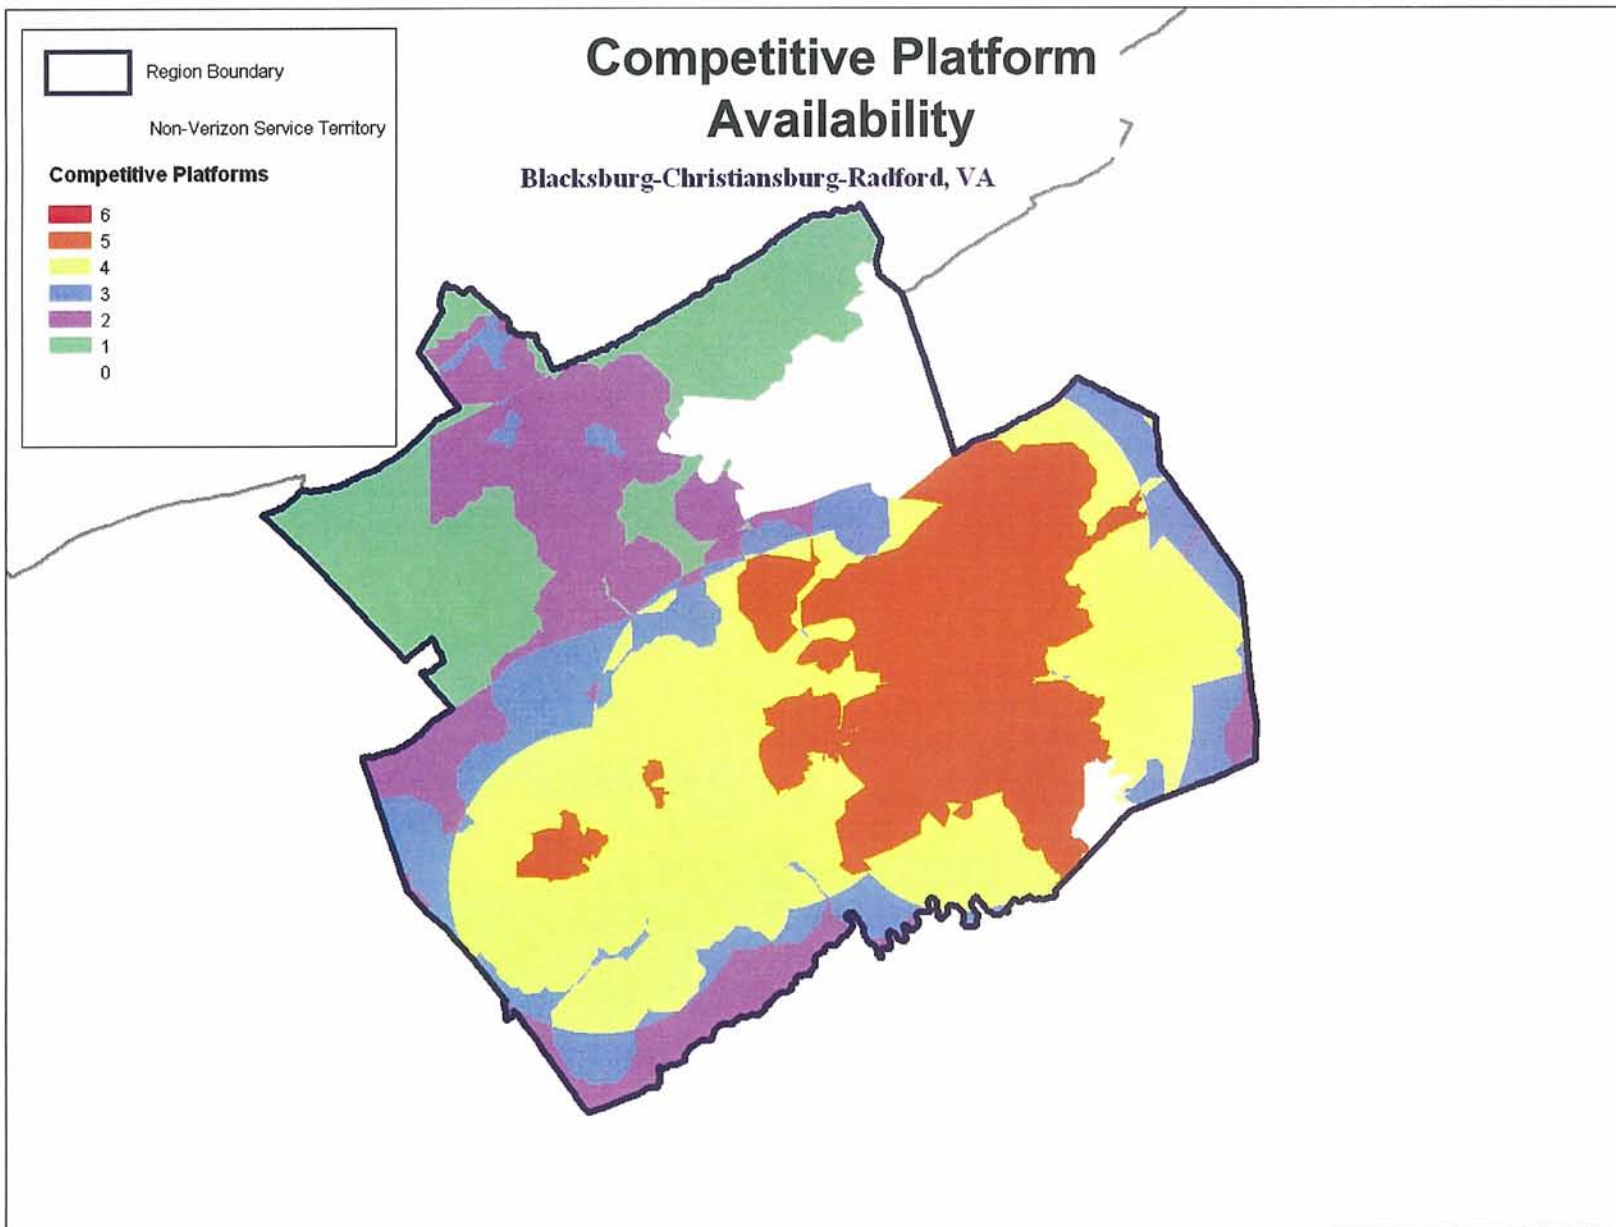 Competitive Platform
Availability
Blacksburg-Christiansburg-Radford, VA
Region Boundary
Non-Verizon Service Territory
Competitive Platforms
6
5
4
3
2
1
0